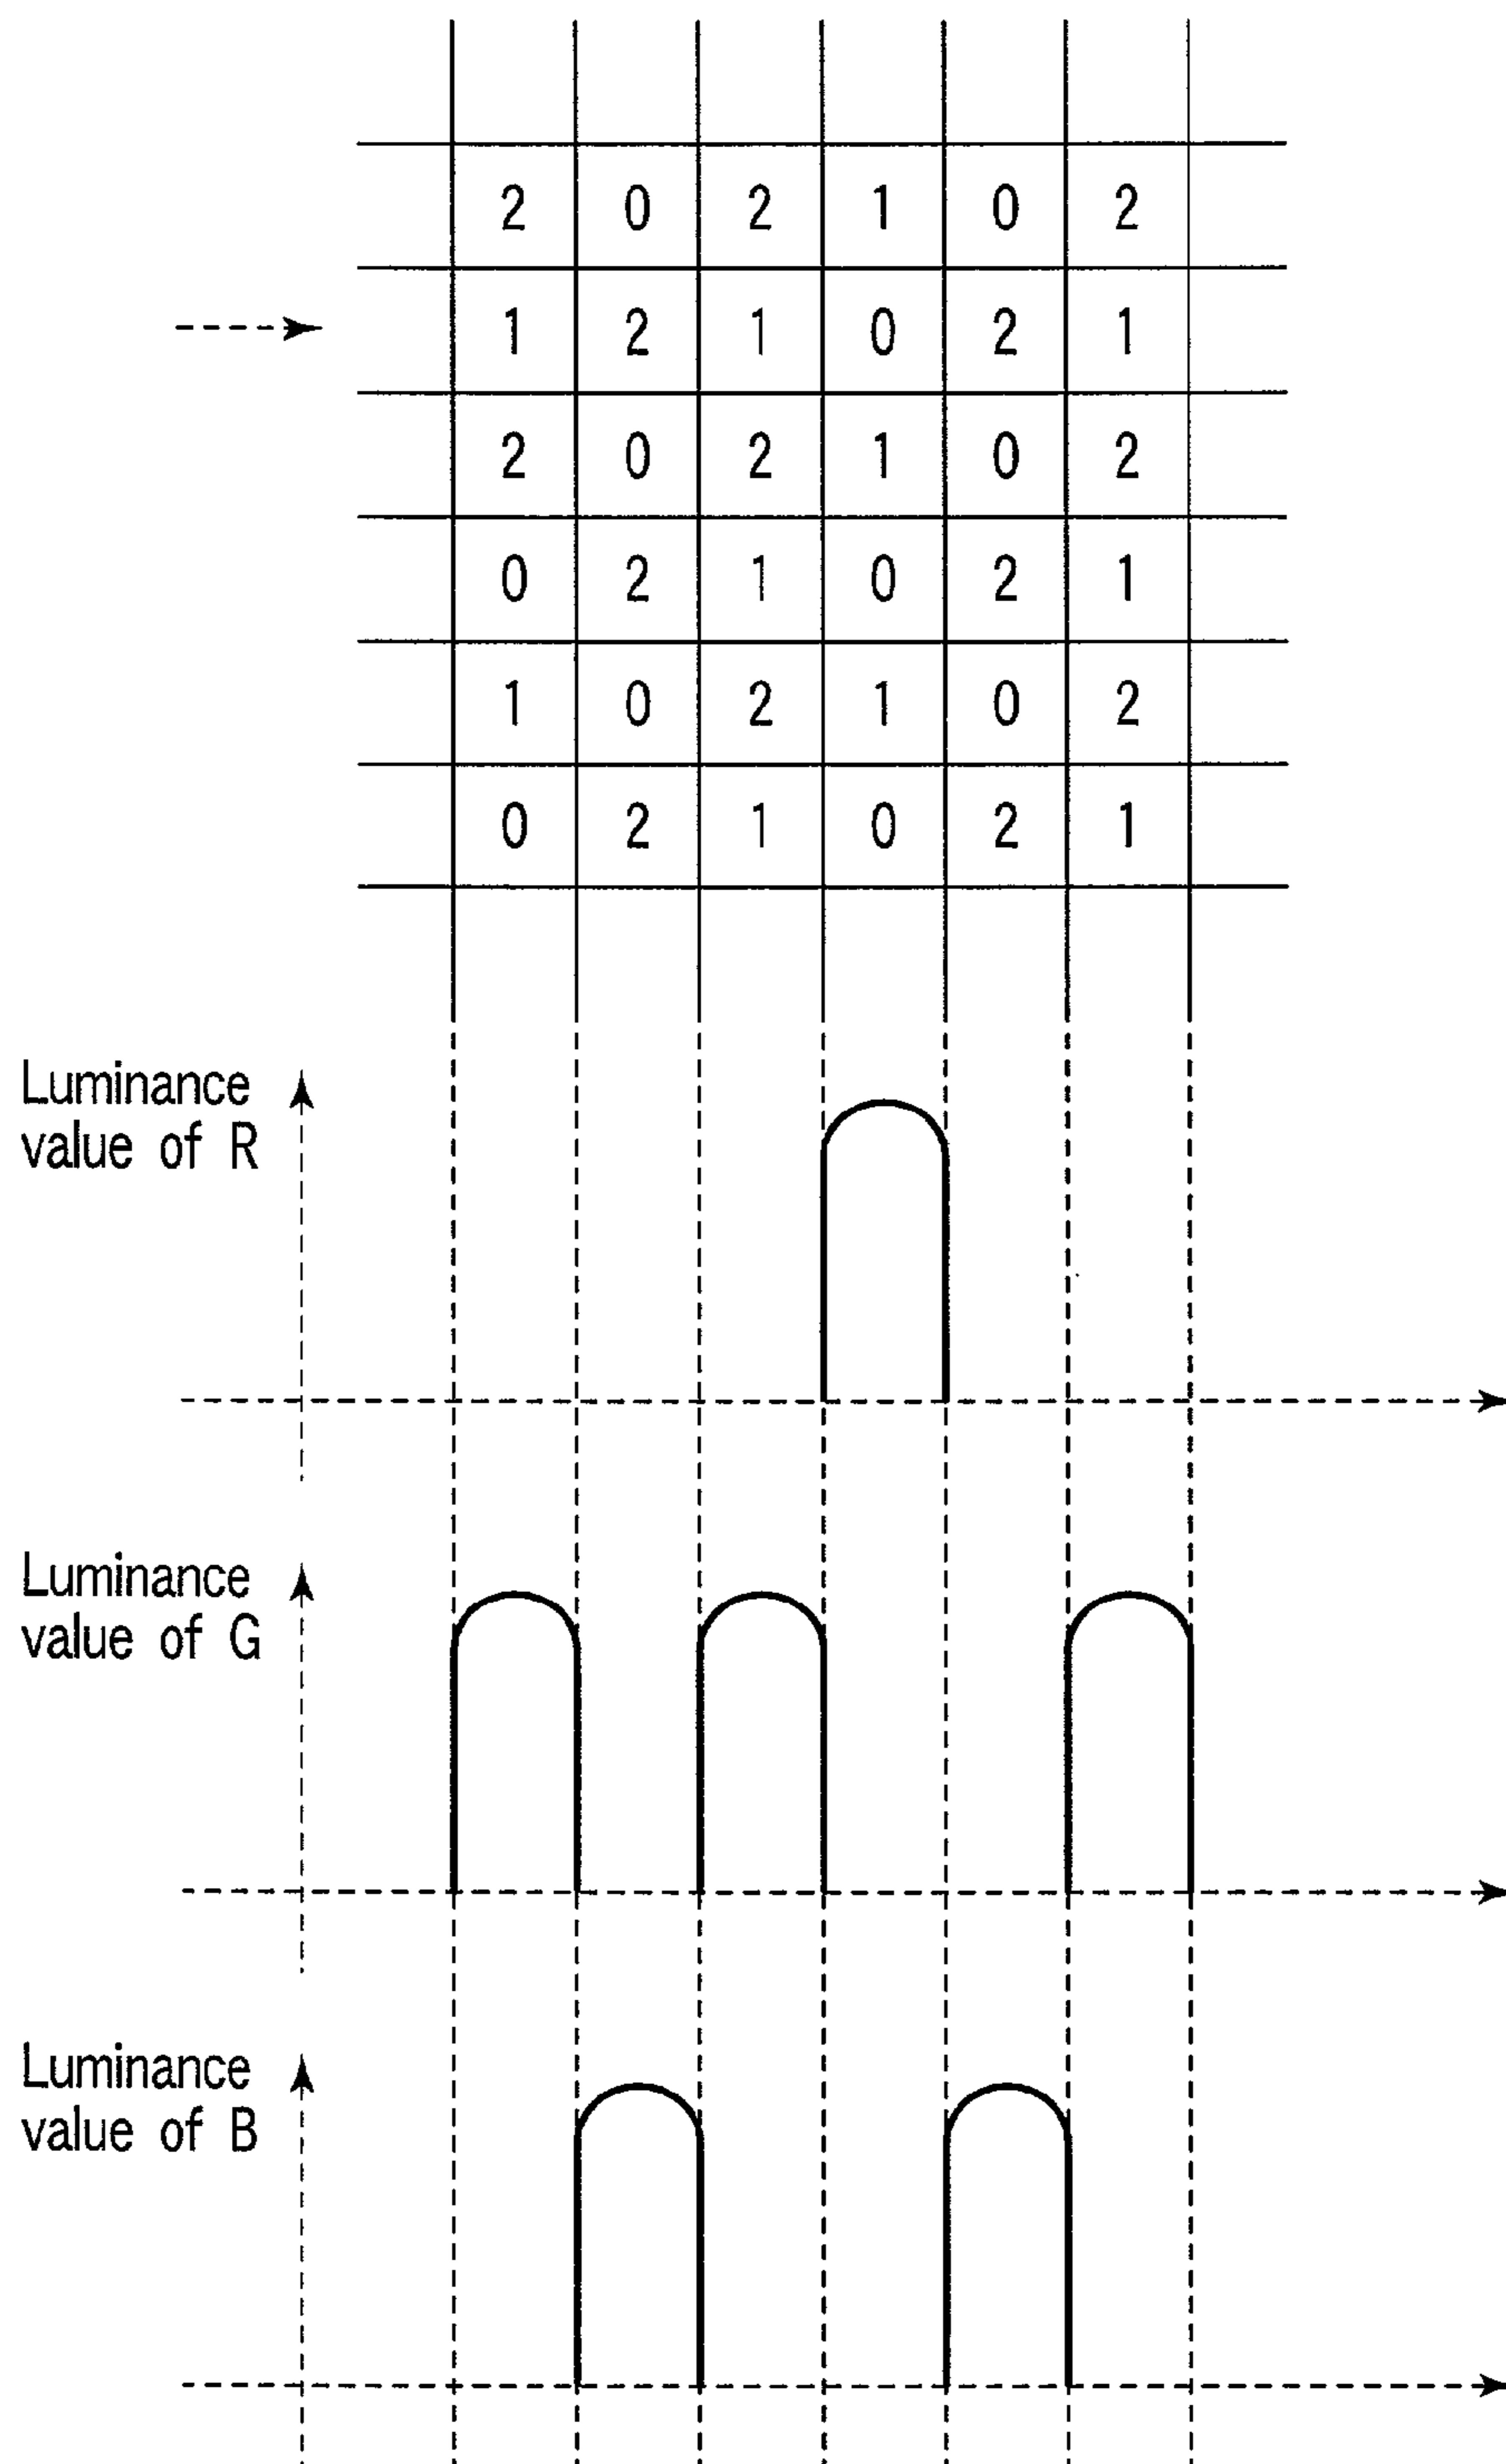 2 0 2 1 0 2
1 2 1 0 2 1
2 0 2 1 0 2
0 2 1 0 2 1
1 0 2 1 0 2
0 2 1 0 2 1
Luminance
value of R
Luminance
value of G
Luminance
value of B